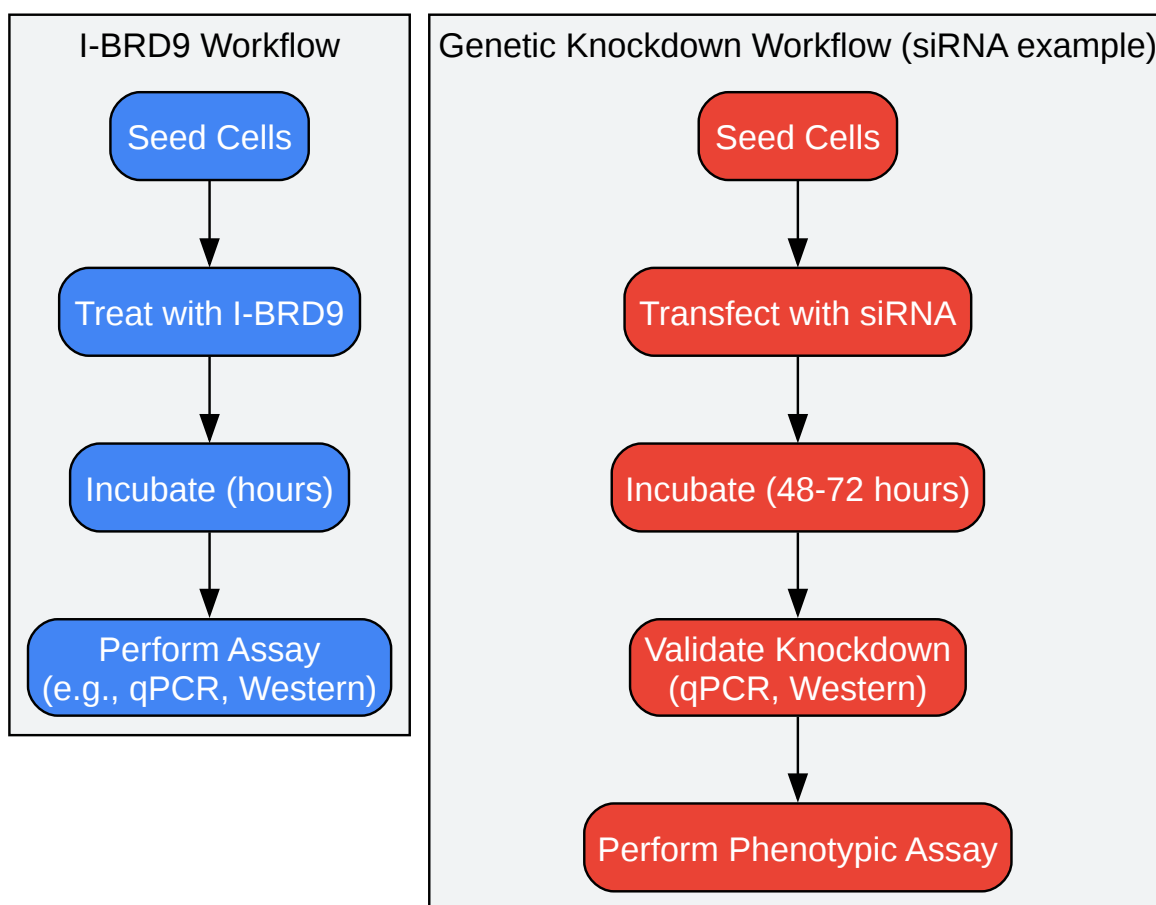 I-BRD9 Workflow
Seed Cells
Treat with I-BRD9
Incubate (hours)
Perform Assay
(e.g., qPCR, Western)
Genetic Knockdown Workflow (siRNA example)
Seed Cells
Transfect with siRNA
Incubate (48-72 hours)
Validate Knockdown
(qPCR, Western)
Perform Phenotypic Assay